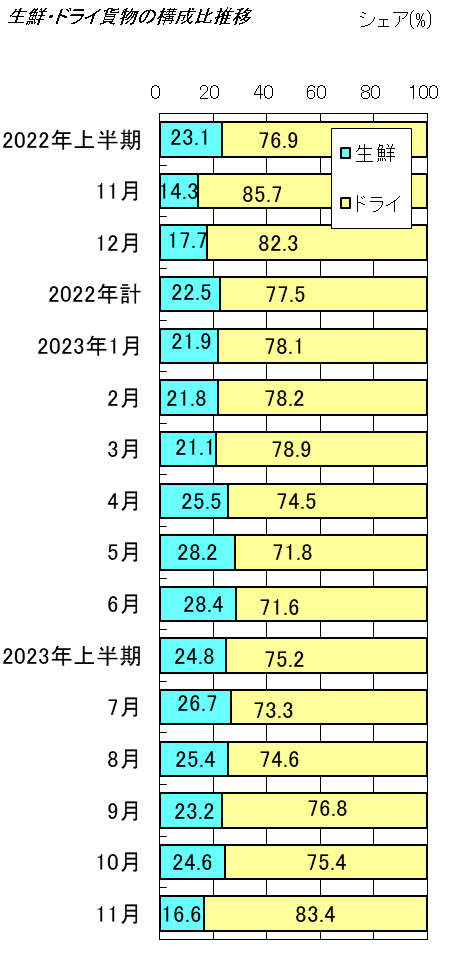 生鮮・ドライ貨物の構成比推移
シェア(%)
0 20 40 60 80 100
2022年上半期 23.1 76.9
生鮮
11月 14.3 85.7
ドライ
12月 17.7 82.3
2022年計 22.5 77.5
2023年1月 21.9 78.1
2月 21.8 78.2
3月 21.1 78.9
4月 25.5 74.5
5月 28.2 71.8
6月 28.4 71.6
2023年上半期 24.8 75.2
7月 26.7 73.3
8月 25.4 74.6
9月 23.2 76.8
10月 24.6 75.4
11月 16.6 83.4